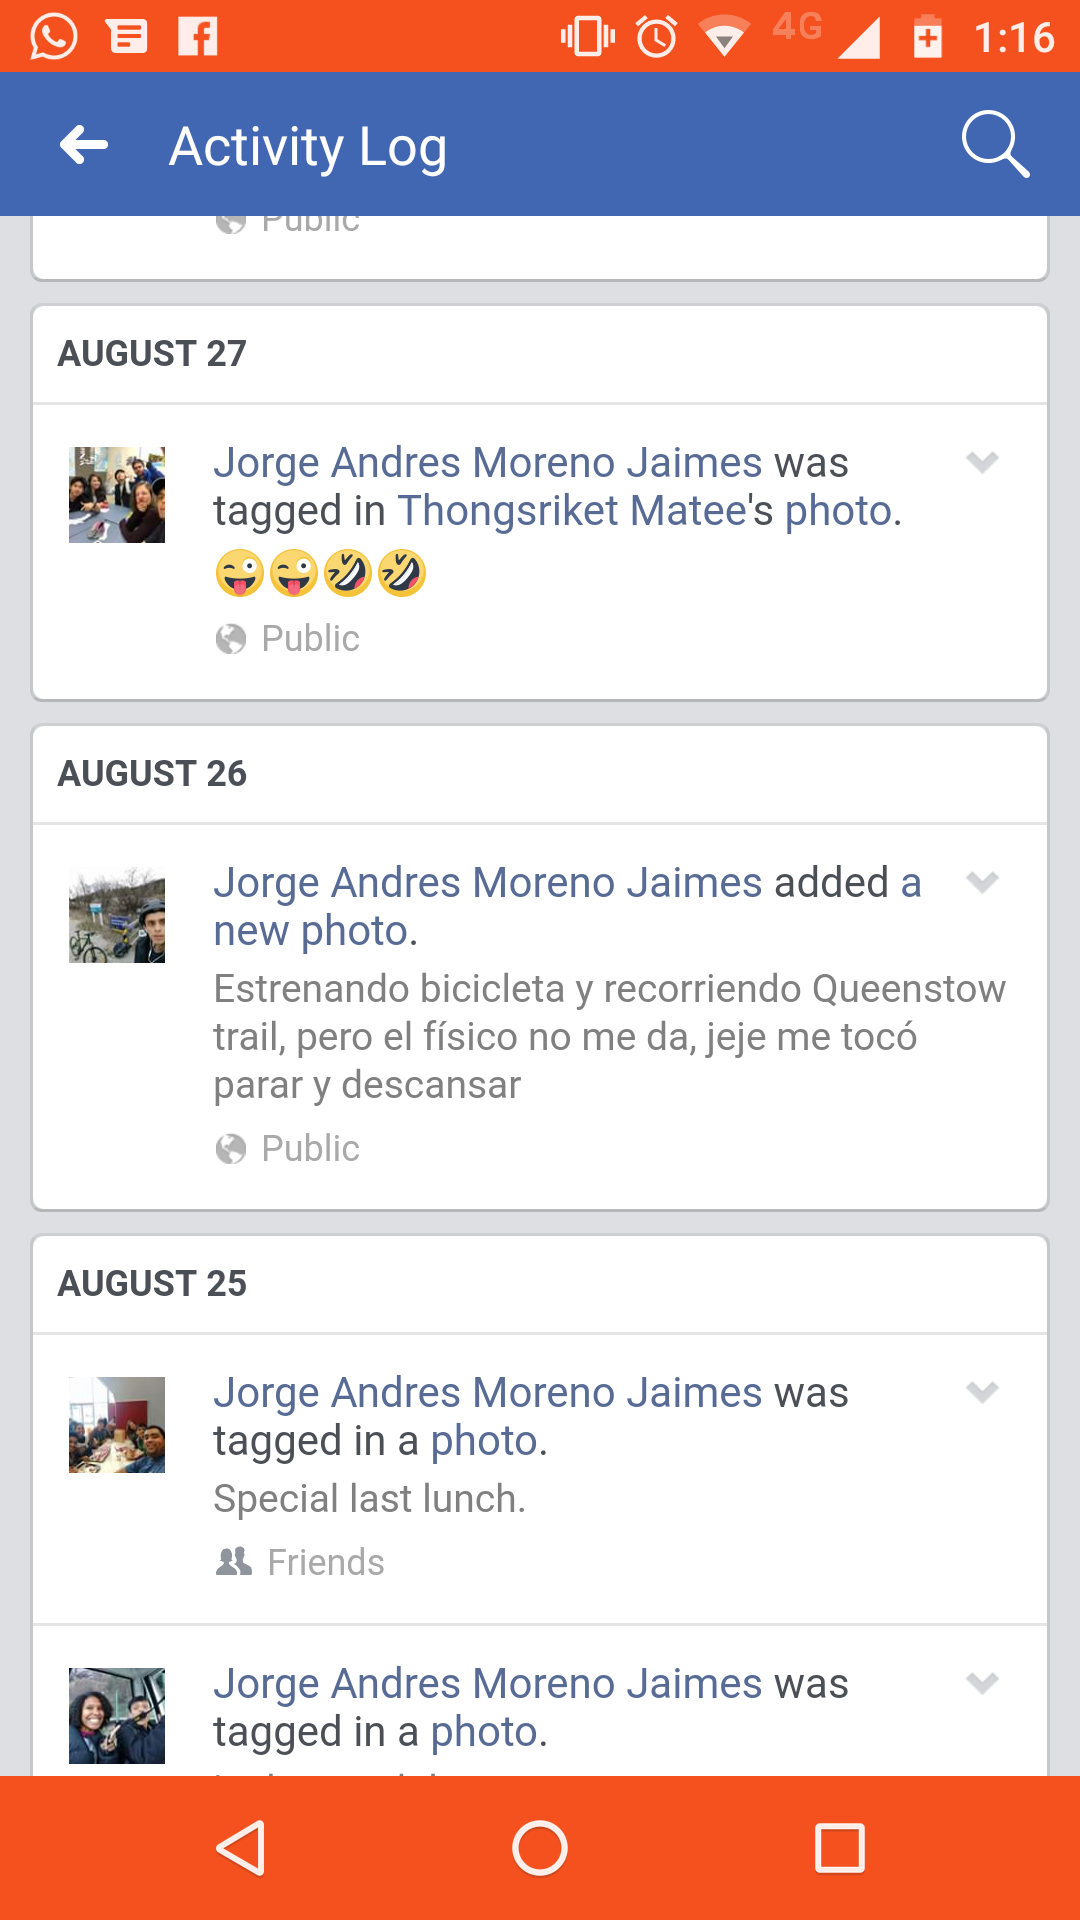 4G 1:16
Activity Log
Public
AUGUST 27
Jorge Andres Moreno Jaimes was
tagged in Thongsriket Matee's photo.
😜😜🤣🤣
Public
AUGUST 26
Jorge Andres Moreno Jaimes added a
new photo.
Estrenando bicicleta y recorriendo Queenstow
trail, pero el físico no me da, jeje me tocó
parar y descansar
Public
AUGUST 25
Jorge Andres Moreno Jaimes was
tagged in a photo.
Special last lunch.
Friends
Jorge Andres Moreno Jaimes was
tagged in a photo.